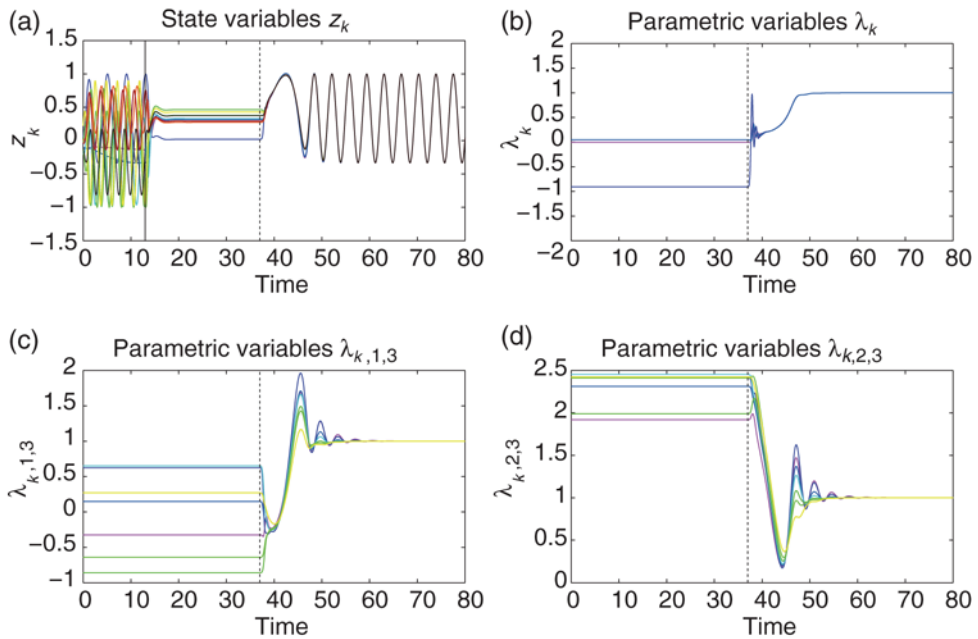 (a) State variables z_k
1.5
1
0.5
0
−0.5
−1
−1.5
z_k
0 10 20 30 40 50 60 70 80
Time
(b) Parametric variables λ_k
2
1.5
1
0.5
0
−0.5
−1
−1.5
−2
λ_k
0 10 20 30 40 50 60 70 80
Time
(c) Parametric variables λ_k,1,3
2
1.5
1
0.5
0
−0.5
−1
λ_k,1,3
0 10 20 30 40 50 60 70 80
Time
(d) Parametric variables λ_k,2,3
2.5
2
1.5
1
0.5
0
λ_k,2,3
0 10 20 30 40 50 60 70 80
Time